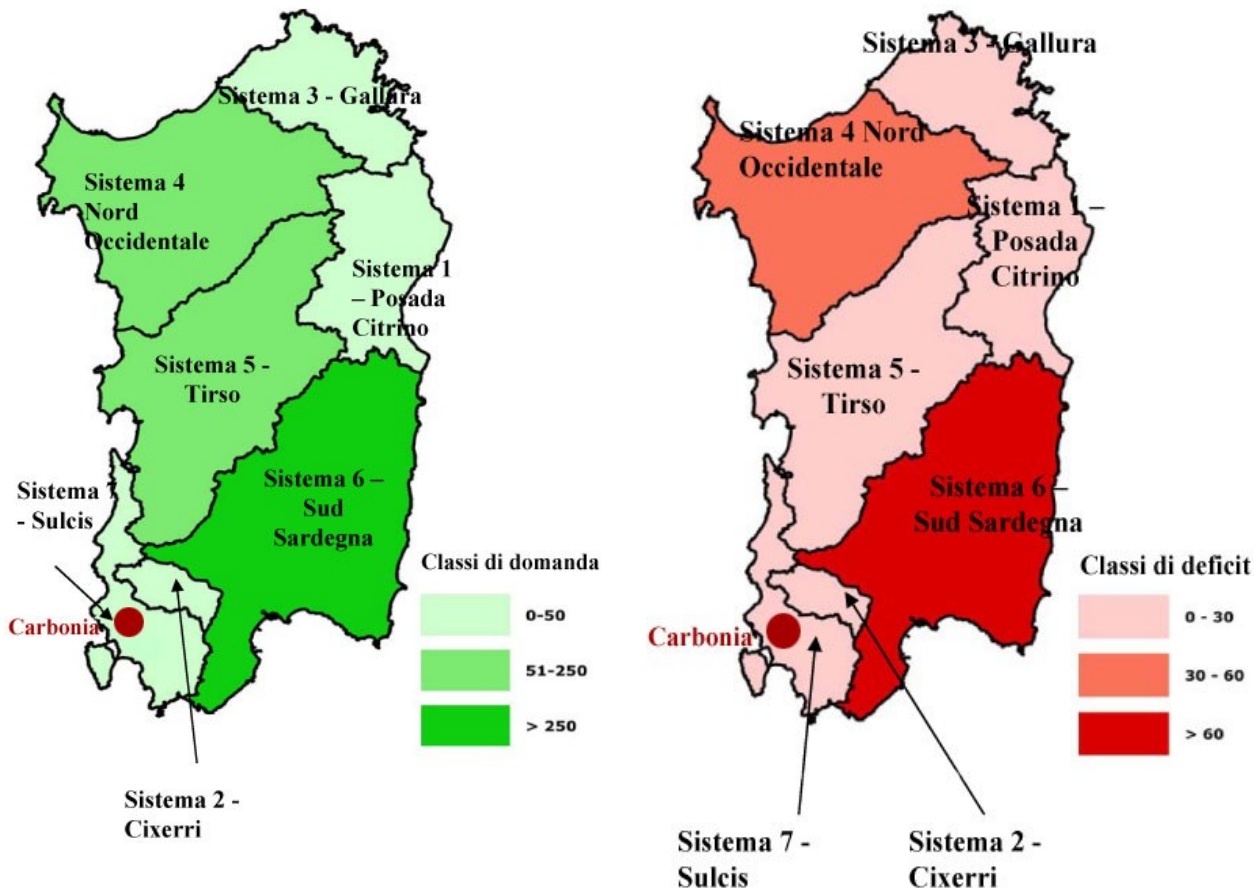 Sistema 3 - Gallura
Sistema 4
Nord
Occidentale
Sistema 1
– Posada
Citrino
Sistema 5 -
Tirso
Sistema 6 –
Sud
Sardegna
Sistema 7
- Sulcis
Carbonia
Classi di domanda
0-50
51-250
> 250
Sistema 2 -
Cixerri
Sistema 3 - Gallura
Sistema 4 Nord
Occidentale
Sistema 1 –
Posada
Citrino
Sistema 5 -
Tirso
Sistema 6 –
Sud Sardegna
Carbonia
Classi di deficit
0 - 30
30 - 60
> 60
Sistema 7 -
Sulcis
Sistema 2 -
Cixerri